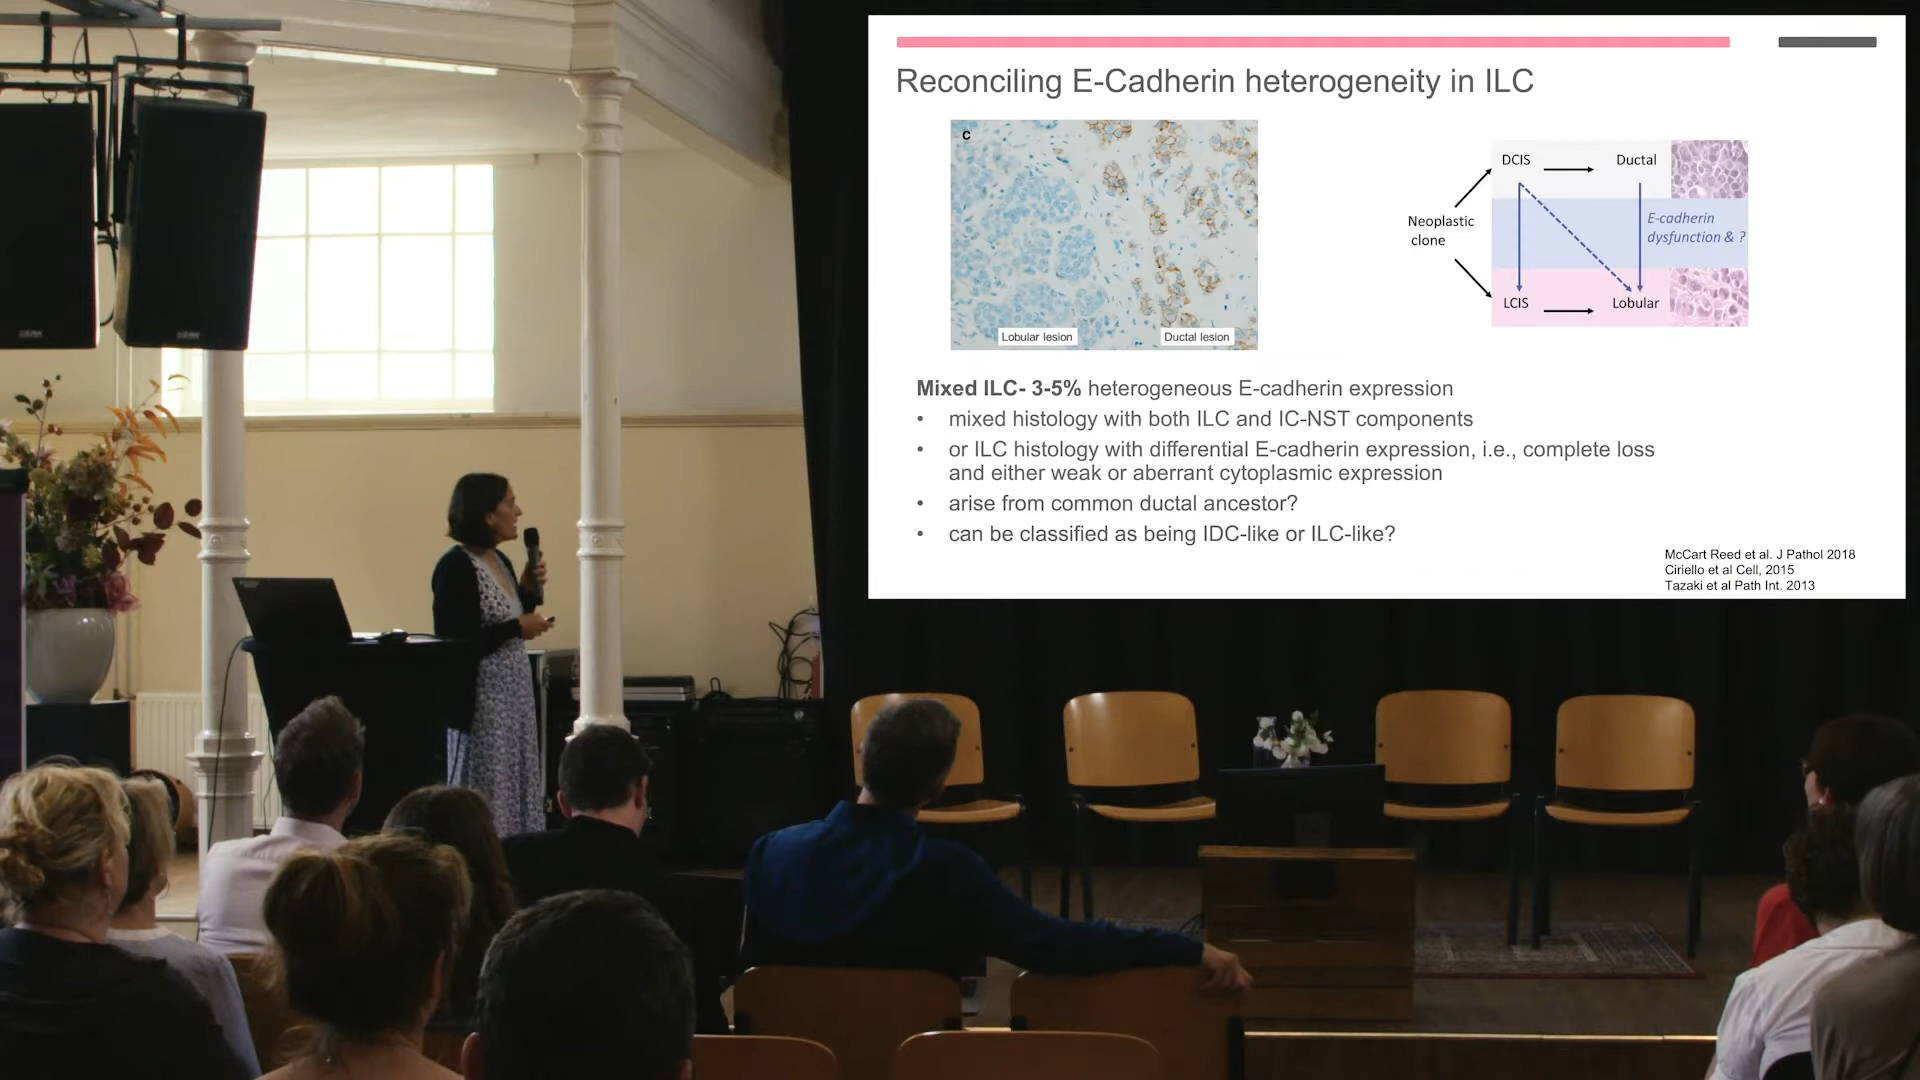 Reconciling E-Cadherin heterogeneity in ILC
c
Lobular lesion
Ductal lesion
DCIS
Ductal
Neoplastic
clone
E-cadherin
dysfunction & ?
LCIS
Lobular
Mixed ILC- 3-5% heterogeneous E-cadherin expression
• mixed histology with both ILC and IC-NST components
• or ILC histology with differential E-cadherin expression, i.e., complete loss
and either weak or aberrant cytoplasmic expression
• arise from common ductal ancestor?
• can be classified as being IDC-like or ILC-like?
McCart Reed et al. J Pathol 2018
Ciriello et al Cell, 2015
Tazaki et al Path Int. 2013